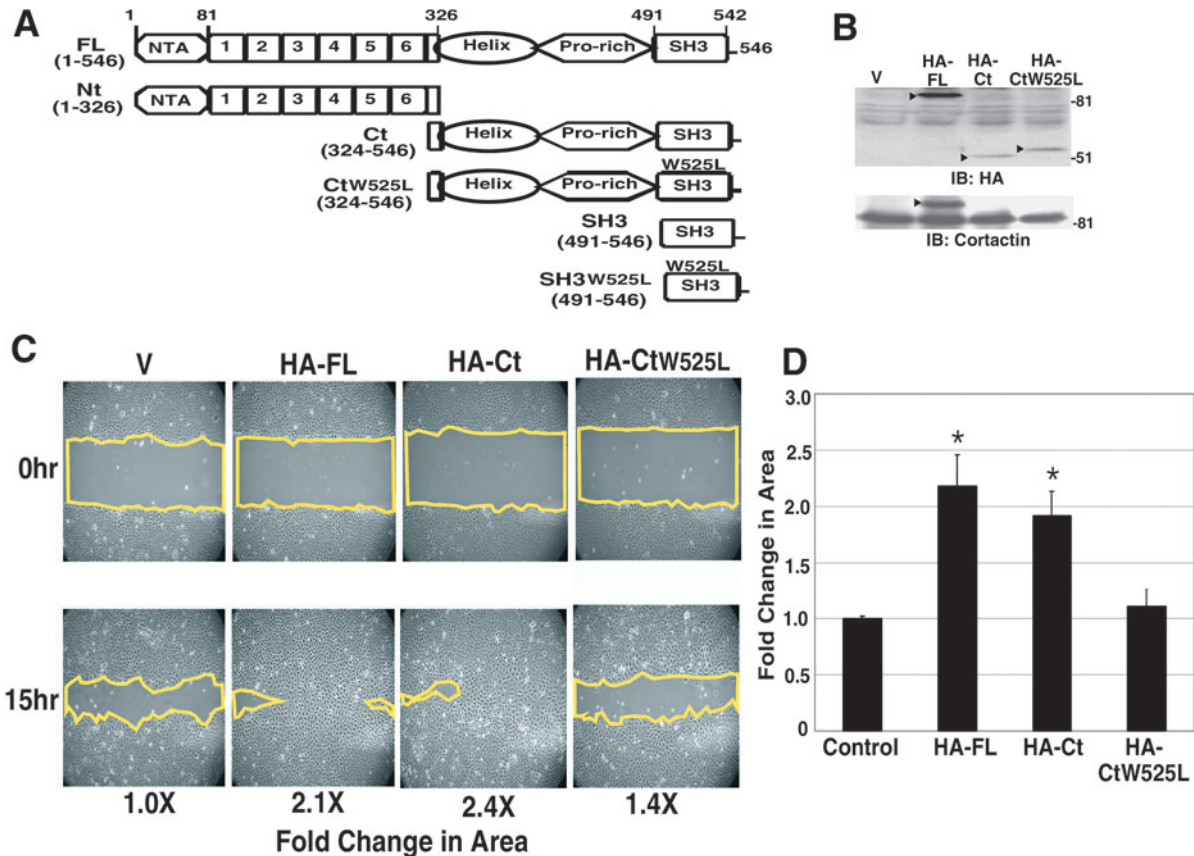 A
1 81 326 491 542
FL NTA 1 2 3 4 5 6 Helix Pro-rich SH3 546
(1-546)
Nt NTA 1 2 3 4 5 6
(1-326)
Ct Helix Pro-rich SH3
(324-546)
W525L
CtW525L Helix Pro-rich SH3
(324-546)
SH3 SH3
(491-546)
W525L
SH3W525L SH3
(491-546)
B
V HA-FL HA-Ct HA-CtW525L
-81
-51
IB: HA
-81
IB: Cortactin
C
V HA-FL HA-Ct HA-CtW525L
0hr
15hr
1.0X 2.1X 2.4X 1.4X
Fold Change in Area
D
Fold Change in Area
3.0
2.5
2.0
1.5
1.0
0.5
0
* *
Control HA-FL HA-Ct HA-
CtW525L